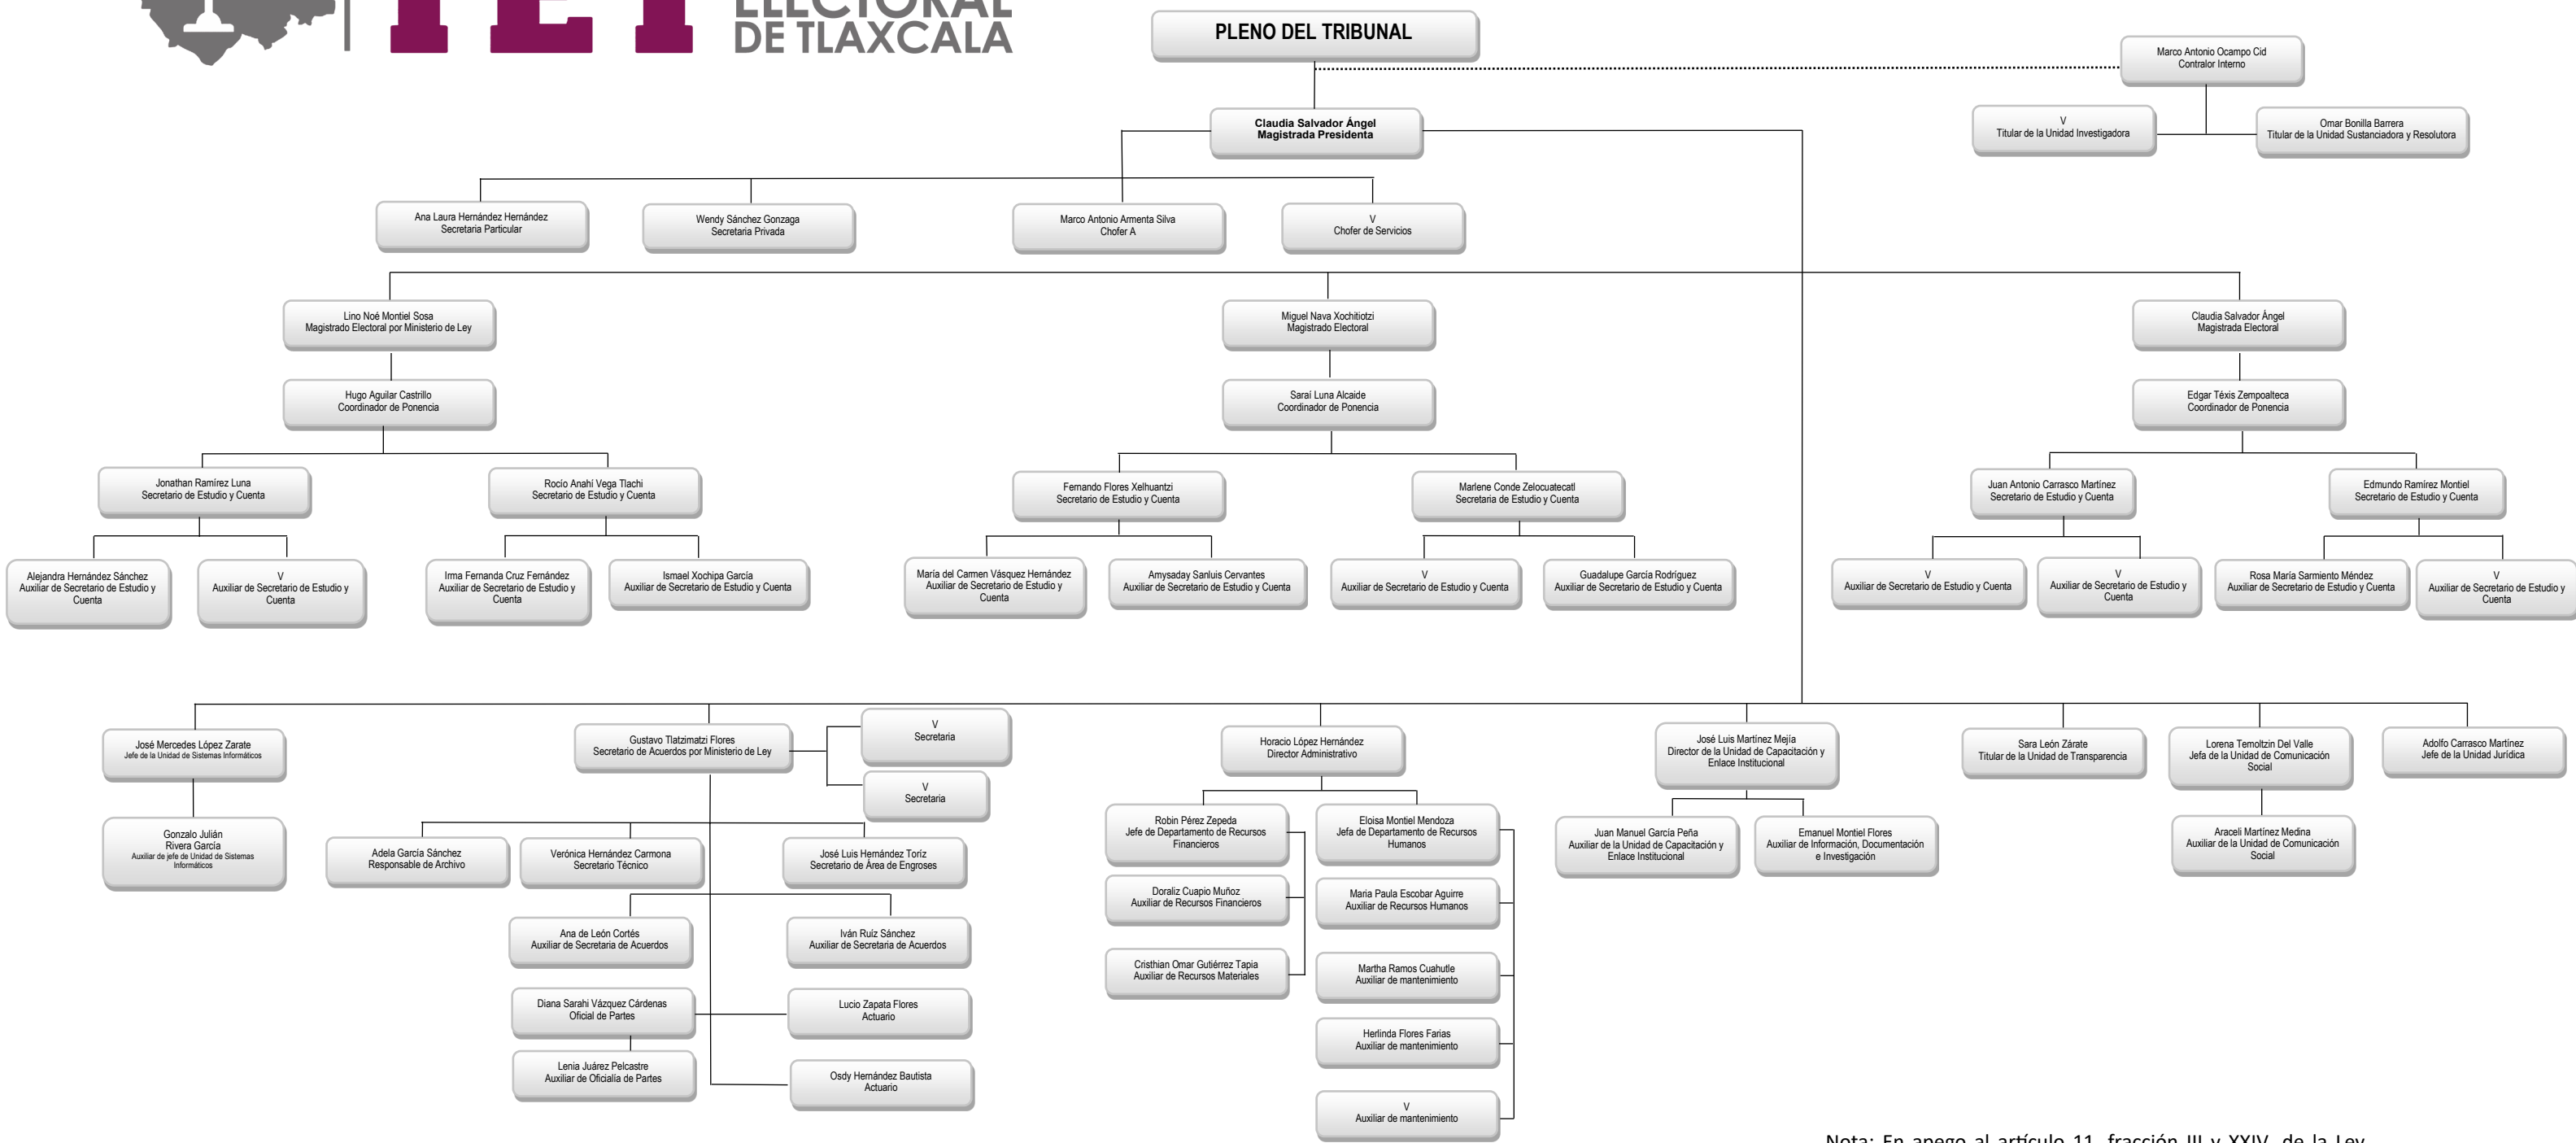 TET
ELECTORAL
DE TLAXCALA
PLENO DEL TRIBUNAL
Marco Antonio Ocampo Cid
Contralor Interno
V
Titular de la Unidad Investigadora
Omar Bonilla Barrera
Titular de la Unidad Sustanciadora y Resolutora
Claudia Salvador Ángel
Magistrada Presidenta
Ana Laura Hernández Hernández
Secretaria Particular
Wendy Sánchez Gonzaga
Secretaria Privada
Marco Antonio Armenta Silva
Chofer A
V
Chofer de Servicios
Lino Noé Montiel Sosa
Magistrado Electoral por Ministerio de Ley
Miguel Nava Xochitiotzi
Magistrado Electoral
Claudia Salvador Ángel
Magistrada Electoral
Hugo Aguilar Castrillo
Coordinador de Ponencia
Saraí Luna Alcaide
Coordinador de Ponencia
Edgar Téxis Zempoalteca
Coordinador de Ponencia
Jonathan Ramírez Luna
Secretario de Estudio y Cuenta
Rocío Anahí Vega Tlachi
Secretario de Estudio y Cuenta
Fernando Flores Xelhuantzi
Secretario de Estudio y Cuenta
Marlene Conde Zelocuatecatl
Secretaria de Estudio y Cuenta
Juan Antonio Carrasco Martínez
Secretario de Estudio y Cuenta
Edmundo Ramírez Montiel
Secretario de Estudio y Cuenta
Alejandra Hernández Sánchez
Auxiliar de Secretario de Estudio y
Cuenta
V
Auxiliar de Secretario de Estudio y
Cuenta
Irma Fernanda Cruz Fernández
Auxiliar de Secretario de Estudio y
Cuenta
Ismael Xochipa García
Auxiliar de Secretario de Estudio y Cuenta
María del Carmen Vásquez Hernández
Auxiliar de Secretario de Estudio y
Cuenta
Amysaday Sanluis Cervantes
Auxiliar de Secretario de Estudio y Cuenta
V
Auxiliar de Secretario de Estudio y Cuenta
Guadalupe García Rodríguez
Auxiliar de Secretario de Estudio y Cuenta
V
Auxiliar de Secretario de Estudio y Cuenta
V
Auxiliar de Secretario de Estudio y
Cuenta
Rosa María Sarmiento Méndez
Auxiliar de Secretario de Estudio y Cuenta
V
Auxiliar de Secretario de Estudio y
Cuenta
José Mercedes López Zarate
Jefe de la Unidad de Sistemas Informáticos
Gonzalo Julián
Rivera García
Auxiliar de jefe de Unidad de Sistemas
Informáticos
Gustavo Tlatzimatzi Flores
Secretario de Acuerdos por Ministerio de Ley
V
Secretaria
V
Secretaria
Adela García Sánchez
Responsable de Archivo
Verónica Hernández Carmona
Secretario Técnico
José Luis Hernández Toríz
Secretario de Área de Engroses
Ana de León Cortés
Auxiliar de Secretaria de Acuerdos
Iván Ruíz Sánchez
Auxiliar de Secretaria de Acuerdos
Diana Sarahi Vázquez Cárdenas
Oficial de Partes
Lucio Zapata Flores
Actuario
Lenia Juárez Pelcastre
Auxiliar de Oficialía de Partes
Osdy Hernández Bautista
Actuario
Horacio López Hernández
Director Administrativo
Robin Pérez Zepeda
Jefe de Departamento de Recursos
Financieros
Doraliz Cuapio Muñoz
Auxiliar de Recursos Financieros
Cristhian Omar Gutiérrez Tapia
Auxiliar de Recursos Materiales
Eloisa Montiel Mendoza
Jefa de Departamento de Recursos
Humanos
Maria Paula Escobar Aguirre
Auxiliar de Recursos Humanos
Martha Ramos Cuahutle
Auxiliar de mantenimiento
Herlinda Flores Farias
Auxiliar de mantenimiento
V
Auxiliar de mantenimiento
José Luis Martínez Mejía
Director de la Unidad de Capacitación y
Enlace Institucional
Juan Manuel García Peña
Auxiliar de la Unidad de Capacitación y
Enlace Institucional
Emanuel Montiel Flores
Auxiliar de Información, Documentación
e Investigación
Sara León Zárate
Titular de la Unidad de Transparencia
Lorena Temoltzin Del Valle
Jefa de la Unidad de Comunicación
Social
Araceli Martínez Medina
Auxiliar de la Unidad de Comunicación
Social
Adolfo Carrasco Martínez
Jefe de la Unidad Jurídica
Nota: En apego al artículo 11, fracción III y XXIV, de la Ley